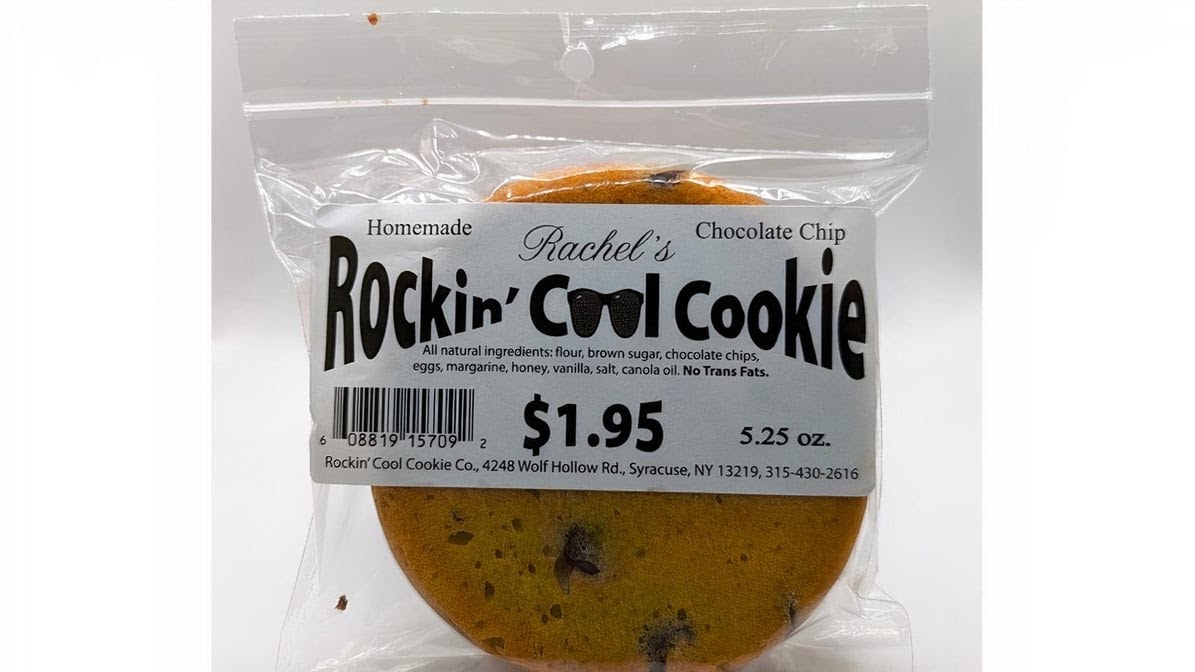 Homemade
Rachel's
Chocolate Chip
Rockin' Cool Cookie
All natural ingredients: flour, brown sugar, chocolate chips,
eggs, margarine, honey, vanilla, salt, canola oil. No Trans Fats.
$1.95
5.25 oz.
6 08819 15709 2
Rockin' Cool Cookie Co., 4248 Wolf Hollow Rd., Syracuse, NY 13219, 315-430-2616